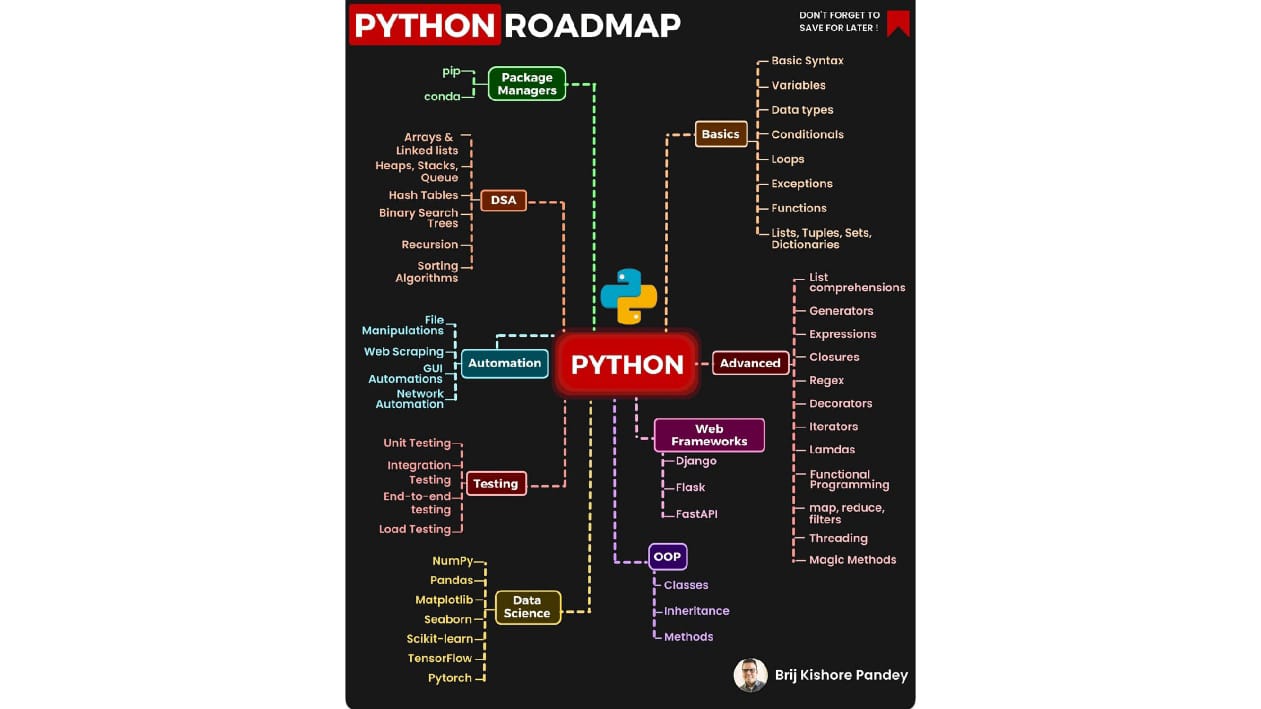 PYTHON ROADMAP
DON'T FORGET TO
SAVE FOR LATER !
Package
Managers
pip
conda
DSA
Arrays &
Linked lists
Heaps, Stacks,
Queue
Hash Tables
Binary Search
Trees
Recursion
Sorting
Algorithms
Automation
File
Manipulations
Web Scraping
GUI
Automations
Network
Automation
Testing
Unit Testing
Integration
Testing
End-to-end
testing
Load Testing
Data
Science
NumPy
Pandas
Matplotlib
Seaborn
Scikit-learn
TensorFlow
Pytorch
PYTHON
Basics
Basic Syntax
Variables
Data types
Conditionals
Loops
Exceptions
Functions
Lists, Tuples, Sets,
Dictionaries
Advanced
List
comprehensions
Generators
Expressions
Closures
Regex
Decorators
Iterators
Lamdas
Functional
Programming
map, reduce,
filters
Threading
Magic Methods
Web
Frameworks
Django
Flask
FastAPI
OOP
Classes
Inheritance
Methods
Brij Kishore Pandey